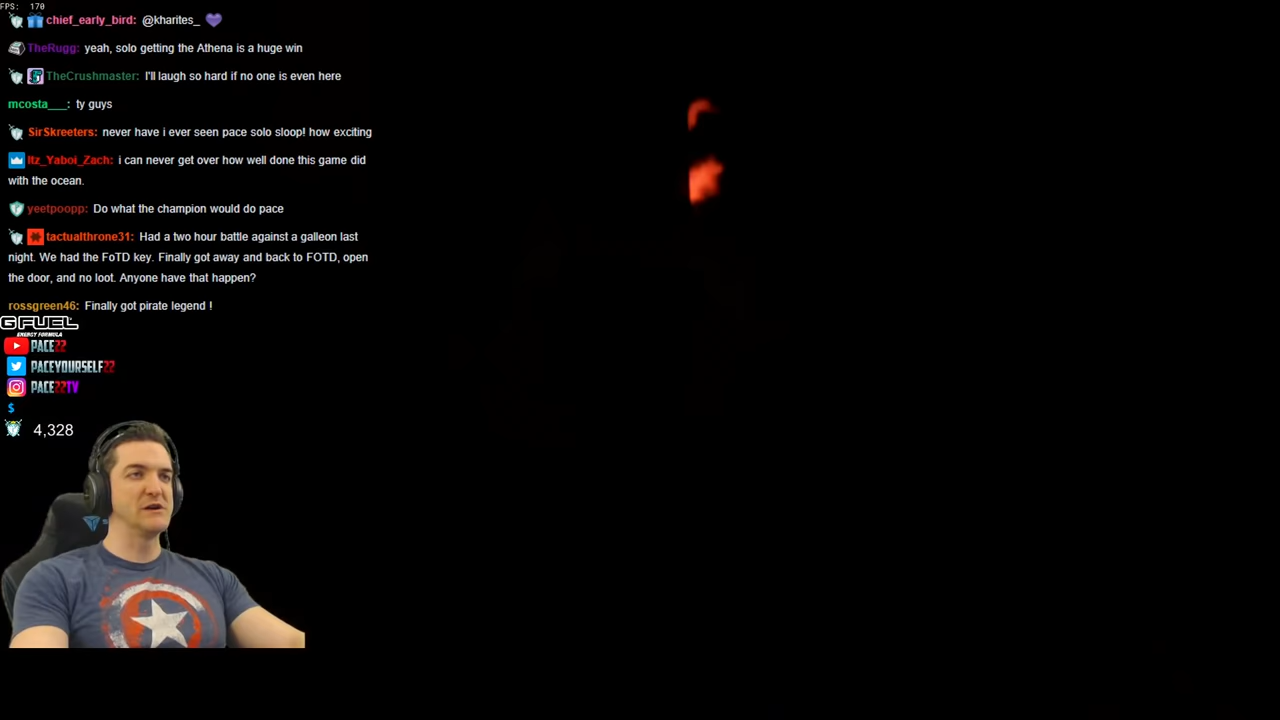 FPS: 170
chief_early_bird: @kharites_
TheRugg: yeah, solo getting the Athena is a huge win
TheCrushmaster: I'll laugh so hard if no one is even here
mcosta___: ty guys
SirSkreeters: never have i ever seen pace solo sloop! how exciting
Itz_Yaboi_Zach: i can never get over how well done this game did
with the ocean.
yeetpoopp: Do what the champion would do pace
tactualthrone31: Had a two hour battle against a galleon last
night. We had the FoTD key. Finally got away and back to FOTD, open
the door, and no loot. Anyone have that happen?
rossgreen46: Finally got pirate legend !
G FUEL
ENERGY FORMULA
PACE22
PACEYOURSELF22
PACE22TV
$
4,328